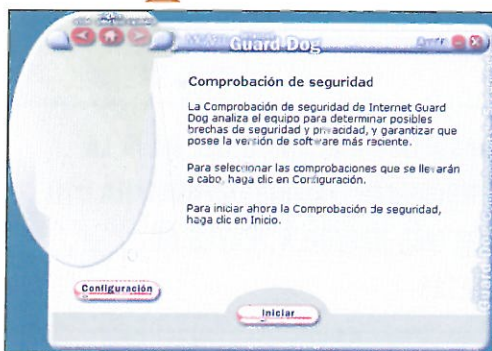 Guard Dog
Comprobación de seguridad
La Comprobación de seguridad de Internet Guard
Dog analiza el equipo para determinar posibles
brechas de seguridad y privacidad, y garantizar que
posee la versión de software más reciente.
Para seleccionar las comprobaciones que se llevarán
a cabo, haga clic en Configuración.
Para iniciar ahora la Comprobación de seguridad,
haga clic en Inicio.
Configuración
Iniciar